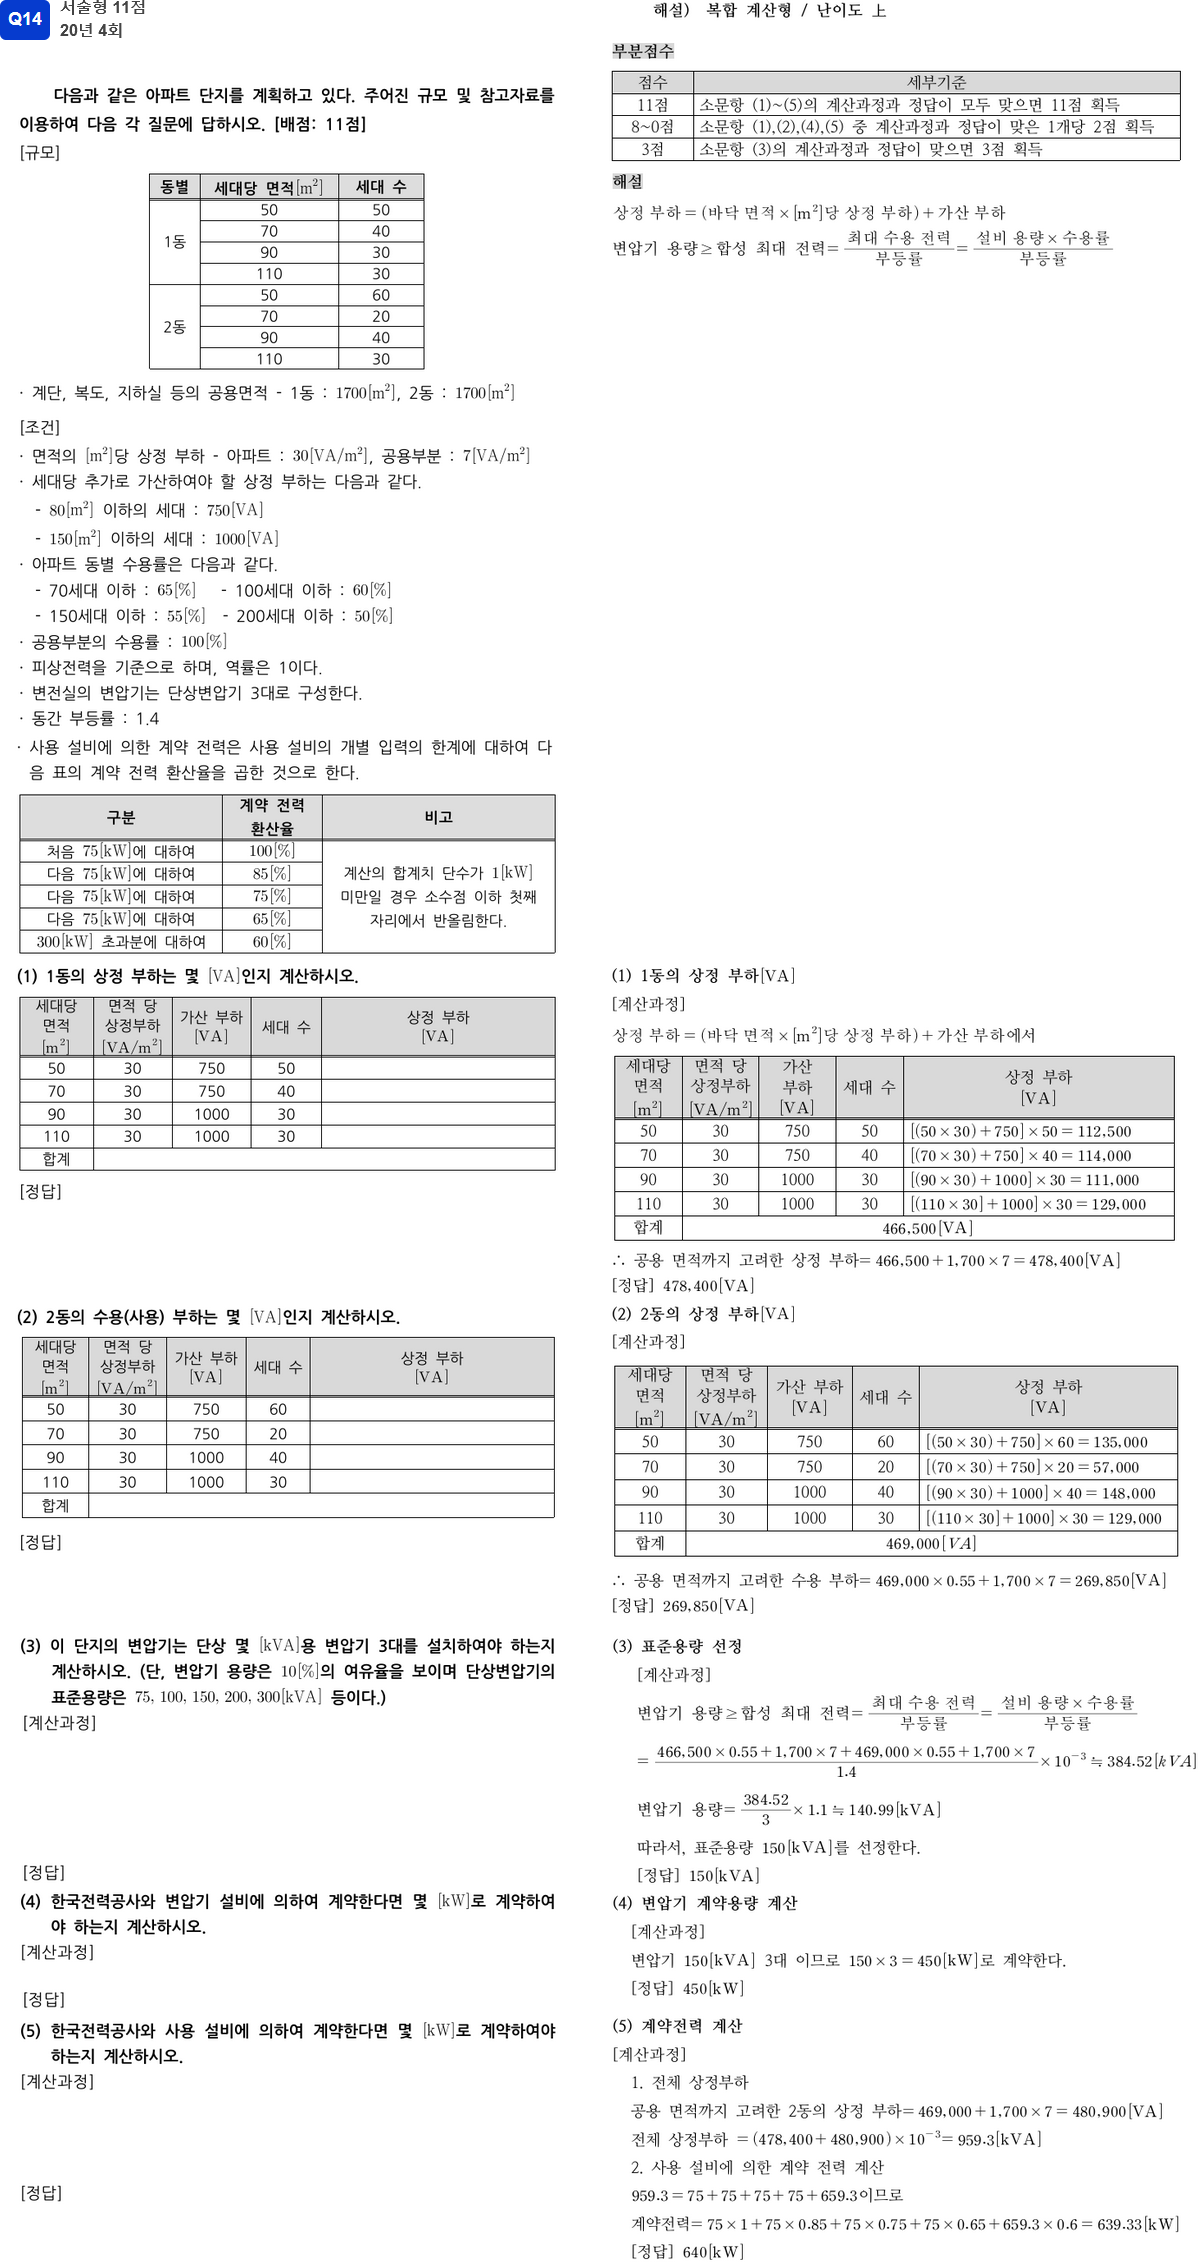 Q14
서술형 11점
20년 4회
다음과 같은 아파트 단지를 계획하고 있다. 주어진 규모 및 참고자료를
이용하여 다음 각 질문에 답하시오. [배점: 11점]
[규모]
동별 세대당 면적[m²] 세대 수
1동
50 50
70 40
90 30
110 30
2동
50 60
70 20
90 40
110 30
· 계단, 복도, 지하실 등의 공용면적 - 1동 : 1700[m²], 2동 : 1700[m²]
[조건]
· 면적의 [m²]당 상정 부하 - 아파트 : 30[VA/m²], 공용부분 : 7[VA/m²]
· 세대당 추가로 가산하여야 할 상정 부하는 다음과 같다.
- 80[m²] 이하의 세대 : 750[VA]
- 150[m²] 이하의 세대 : 1000[VA]
· 아파트 동별 수용률은 다음과 같다.
- 70세대 이하 : 65[%] - 100세대 이하 : 60[%]
- 150세대 이하 : 55[%] - 200세대 이하 : 50[%]
· 공용부분의 수용률 : 100[%]
· 피상전력을 기준으로 하며, 역률은 1이다.
· 변전실의 변압기는 단상변압기 3대로 구성한다.
· 동간 부등률 : 1.4
· 사용 설비에 의한 계약 전력은 사용 설비의 개별 입력의 한계에 대하여 다
음 표의 계약 전력 환산율을 곱한 것으로 한다.
구분 계약 전력 환산율 비고
처음 75[kW]에 대하여 100[%]
다음 75[kW]에 대하여 85[%]
다음 75[kW]에 대하여 75[%]
다음 75[kW]에 대하여 65[%]
300[kW] 초과분에 대하여 60[%]
계산의 합계치 단수가 1[kW]
미만일 경우 소수점 이하 첫째
자리에서 반올림한다.
(1) 1동의 상정 부하는 몇 [VA]인지 계산하시오.
세대당 면적 [m²] 면적 당 상정부하 [VA/m²] 가산 부하 [VA] 세대 수 상정 부하 [VA]
50 30 750 50
70 30 750 40
90 30 1000 30
110 30 1000 30
합계
[정답]
(2) 2동의 수용(사용) 부하는 몇 [VA]인지 계산하시오.
세대당 면적 [m²] 면적 당 상정부하 [VA/m²] 가산 부하 [VA] 세대 수 상정 부하 [VA]
50 30 750 60
70 30 750 20
90 30 1000 40
110 30 1000 30
합계
[정답]
(3) 이 단지의 변압기는 단상 몇 [kVA]용 변압기 3대를 설치하여야 하는지
계산하시오. (단, 변압기 용량은 10[%]의 여유율을 보이며 단상변압기의
표준용량은 75, 100, 150, 200, 300[kVA] 등이다.)
[계산과정]
[정답]
(4) 한국전력공사와 변압기 설비에 의하여 계약한다면 몇 [kW]로 계약하여
야 하는지 계산하시오.
[계산과정]
[정답]
(5) 한국전력공사와 사용 설비에 의하여 계약한다면 몇 [kW]로 계약하여야
하는지 계산하시오.
[계산과정]
[정답]
해설) 복합 계산형 / 난이도 上
부분점수
점수 세부기준
11점 소문항 (1)~(5)의 계산과정과 정답이 모두 맞으면 11점 획득
8~0점 소문항 (1),(2),(4),(5) 중 계산과정과 정답이 맞은 1개당 2점 획득
3점 소문항 (3)의 계산과정과 정답이 맞으면 3점 획득
해설
상정 부하 = (바닥 면적 × [m²]당 상정 부하) + 가산 부하
변압기 용량 ≥ 합성 최대 전력 = 최대 수용 전력 / 부등률 = 설비 용량 × 수용률 / 부등률
(1) 1동의 상정 부하[VA]
[계산과정]
상정 부하 = (바닥 면적 × [m²]당 상정 부하) + 가산 부하에서
세대당 면적 [m²] 면적 당 상정부하 [VA/m²] 가산 부하 [VA] 세대 수 상정 부하 [VA]
50 30 750 50 [(50 × 30) + 750] × 50 = 112,500
70 30 750 40 [(70 × 30) + 750] × 40 = 114,000
90 30 1000 30 [(90 × 30) + 1000] × 30 = 111,000
110 30 1000 30 [(110 × 30] + 1000] × 30 = 129,000
합계 466,500[VA]
∴ 공용 면적까지 고려한 상정 부하 = 466,500 + 1,700 × 7 = 478,400[VA]
[정답] 478,400[VA]
(2) 2동의 상정 부하[VA]
[계산과정]
세대당 면적 [m²] 면적 당 상정부하 [VA/m²] 가산 부하 [VA] 세대 수 상정 부하 [VA]
50 30 750 60 [(50 × 30) + 750] × 60 = 135,000
70 30 750 20 [(70 × 30) + 750] × 20 = 57,000
90 30 1000 40 [(90 × 30) + 1000] × 40 = 148,000
110 30 1000 30 [(110 × 30] + 1000] × 30 = 129,000
합계 469,000[VA]
∴ 공용 면적까지 고려한 수용 부하 = 469,000 × 0.55 + 1,700 × 7 = 269,850[VA]
[정답] 269,850[VA]
(3) 표준용량 선정
[계산과정]
변압기 용량 ≥ 합성 최대 전력 = 최대 수용 전력 / 부등률 = 설비 용량 × 수용률 / 부등률
= 466,500 × 0.55 + 1,700 × 7 + 469,000 × 0.55 + 1,700 × 7 / 1.4 × 10⁻³ ≒ 384.52[kVA]
변압기 용량 = 384.52 / 3 × 1.1 ≒ 140.99[kVA]
따라서, 표준용량 150[kVA]를 선정한다.
[정답] 150[kVA]
(4) 변압기 계약용량 계산
[계산과정]
변압기 150[kVA] 3대 이므로 150 × 3 = 450[kW]로 계약한다.
[정답] 450[kW]
(5) 계약전력 계산
[계산과정]
1. 전체 상정부하
공용 면적까지 고려한 2동의 상정 부하 = 469,000 + 1,700 × 7 = 480,900[VA]
전체 상정부하 = (478,400 + 480,900) × 10⁻³ = 959.3[kVA]
2. 사용 설비에 의한 계약 전력 계산
959.3 = 75 + 75 + 75 + 75 + 659.3이므로
계약전력 = 75 × 1 + 75 × 0.85 + 75 × 0.75 + 75 × 0.65 + 659.3 × 0.6 = 639.33[kW]
[정답] 640[kW]